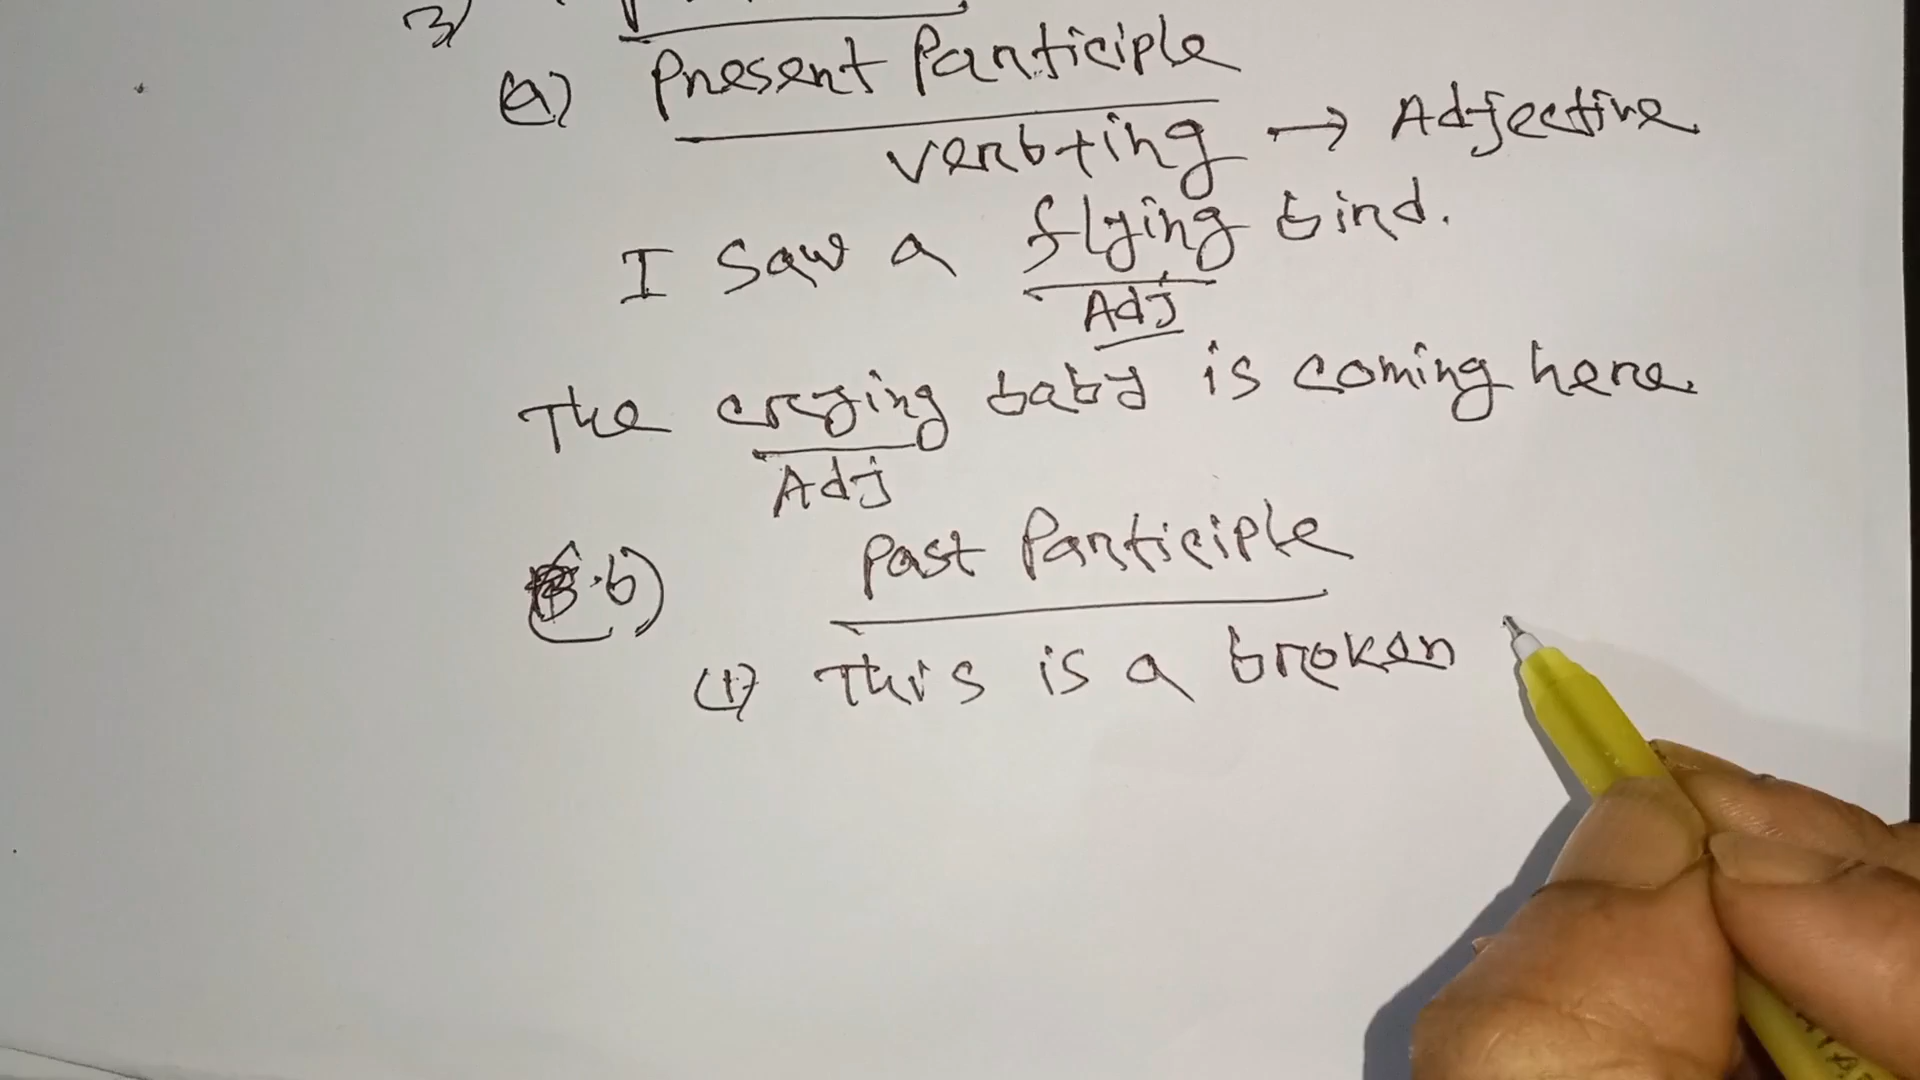 3)
(a) Present Participle
verb+ing → Adjective
I saw a flying bird.
Adj
The crying baby is coming here.
Adj
b) Past Participle
(1) This is a broken